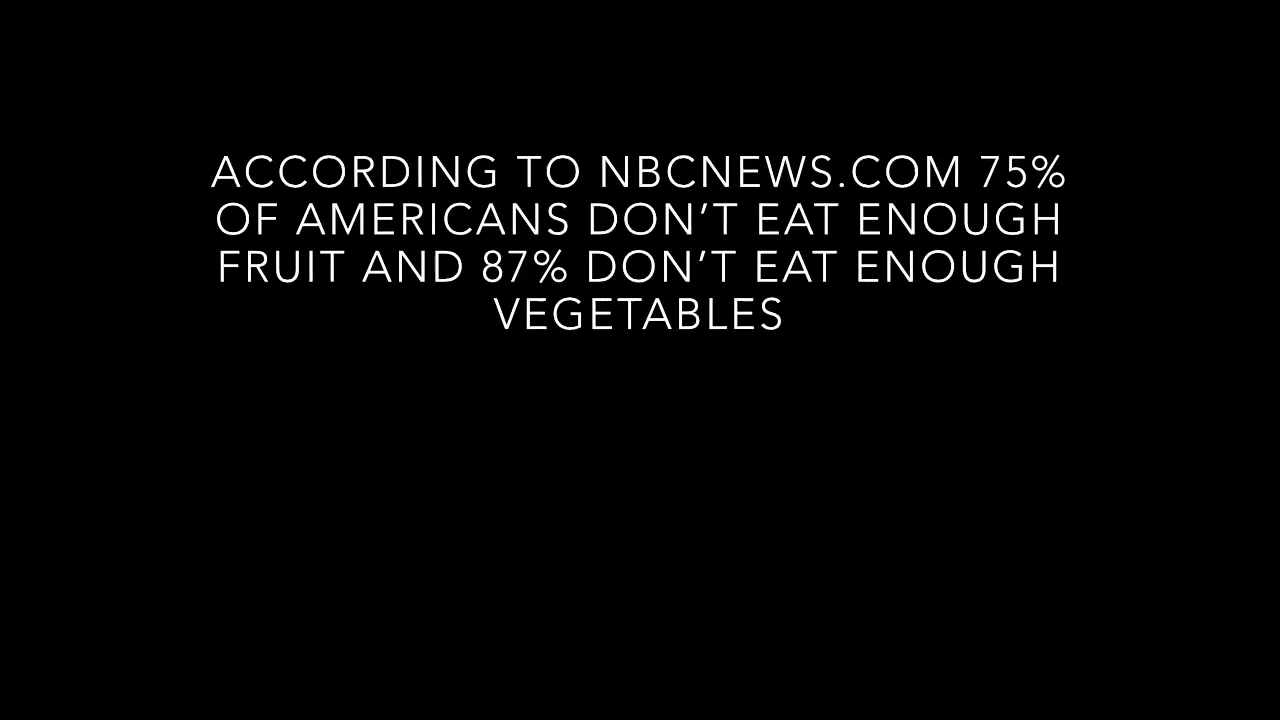 ACCORDING TO NBCNEWS.COM 75%
OF AMERICANS DON’T EAT ENOUGH
FRUIT AND 87% DON’T EAT ENOUGH
VEGETABLES